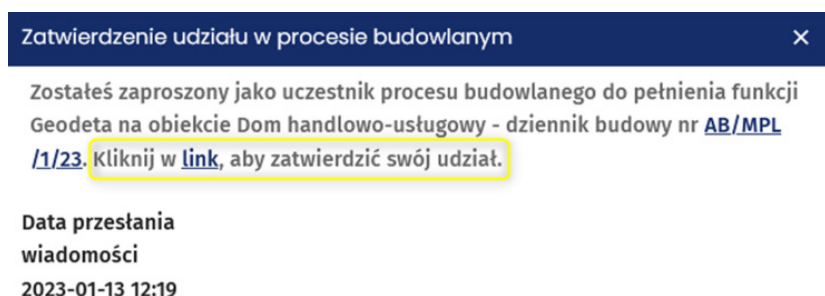 Zatwierdzenie udziału w procesie budowlanym ×
Zostałeś zaproszony jako uczestnik procesu budowlanego do pełnienia funkcji
Geodeta na obiekcie Dom handlowo-usługowy - dziennik budowy nr AB/MPL
/1/23. Kliknij w link, aby zatwierdzić swój udział.
Data przesłania
wiadomości
2023-01-13 12:19